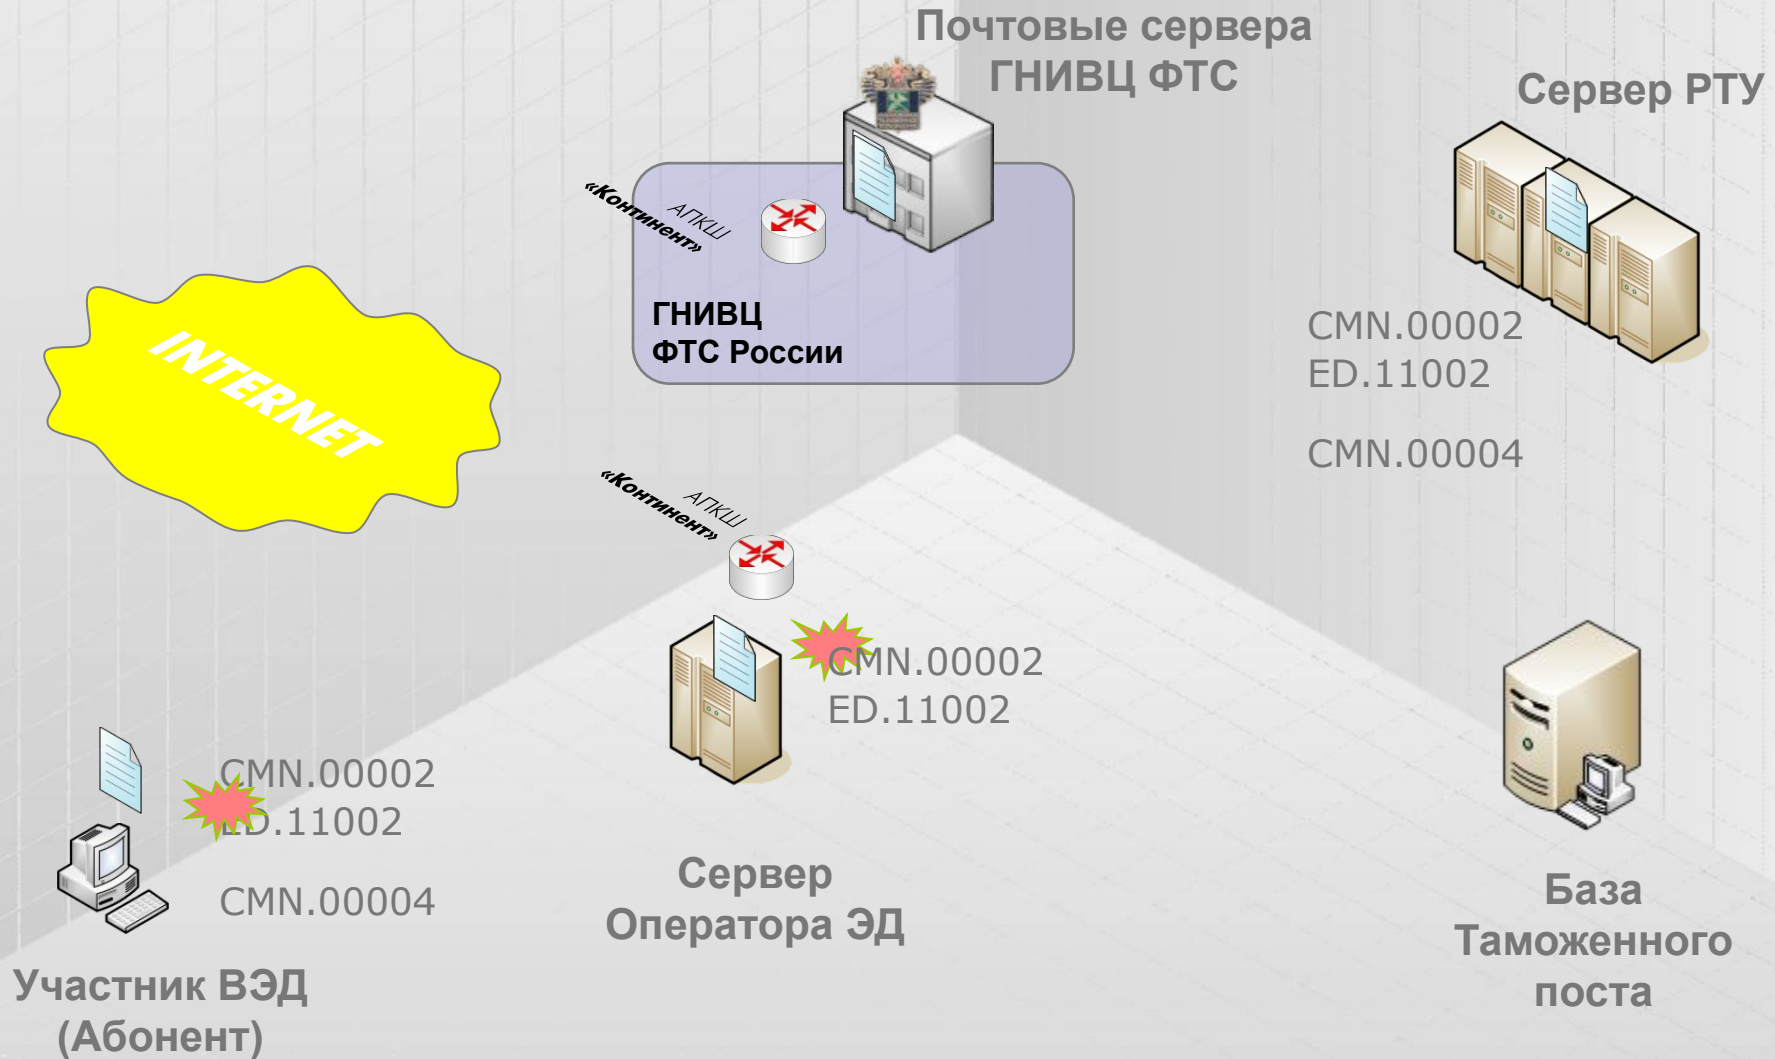 Почтовые сервера
ГНИВЦ ФТС
Сервер РТУ
АПКШ
«Континент»
ГНИВЦ
ФТС России
INTERNET
CMN.00002
ED.11002
CMN.00004
АПКШ
«Континент»
CMN.00002
ED.11002
CMN.00002
ED.11002
CMN.00004
Сервер
Оператора ЭД
База
Таможенного
поста
Участник ВЭД
(Абонент)